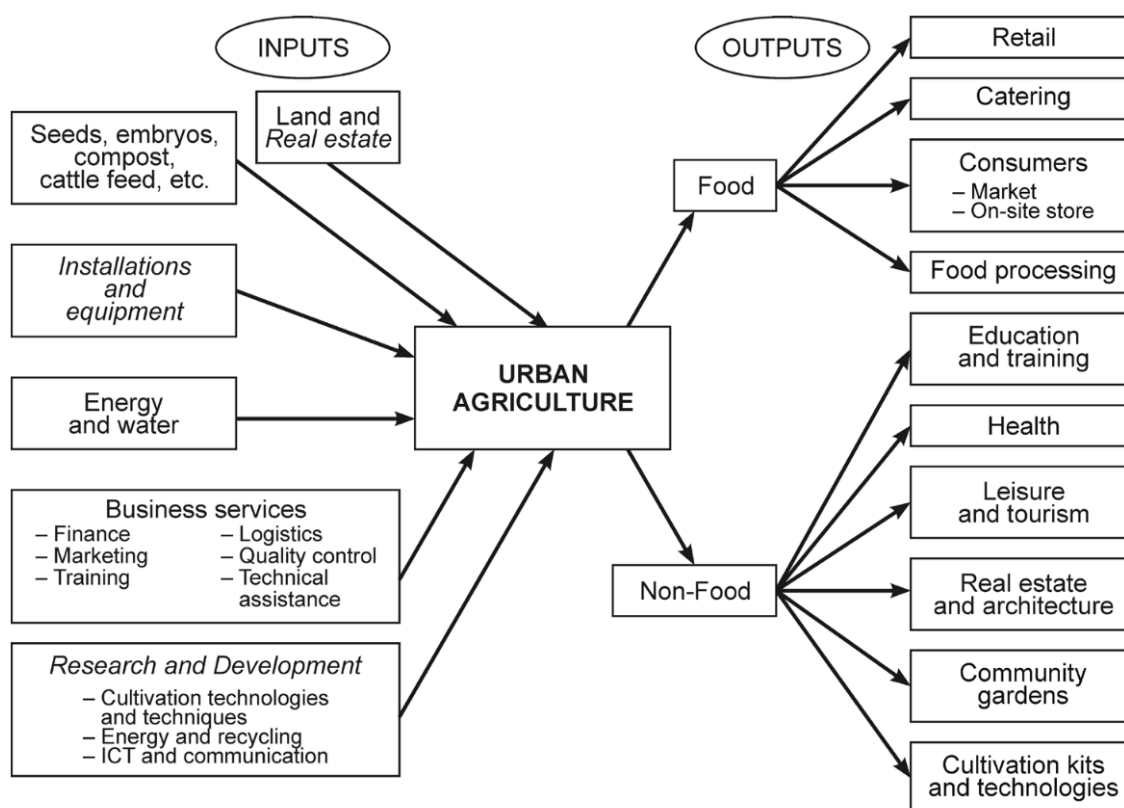 INPUTS
Land and
Real estate
Seeds, embryos,
compost,
cattle feed, etc.
Installations
and
equipment
Energy
and water
Business services
– Finance
– Marketing
– Training
– Logistics
– Quality control
– Technical
assistance
Research and Development
– Cultivation technologies
and techniques
– Energy and recycling
– ICT and communication
URBAN
AGRICULTURE
OUTPUTS
Food
Retail
Catering
Consumers
– Market
– On-site store
Food processing
Non-Food
Education
and training
Health
Leisure
and tourism
Real estate
and architecture
Community
gardens
Cultivation kits
and technologies